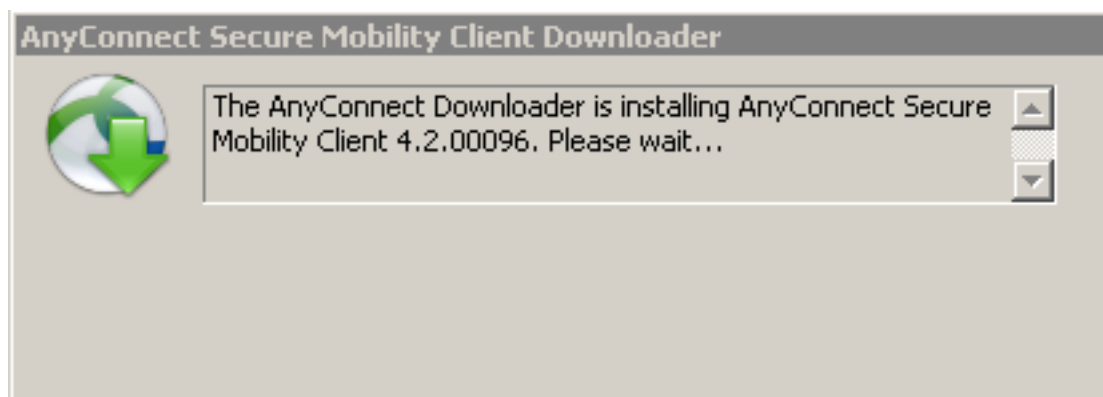 AnyConnect Secure Mobility Client Downloader
The AnyConnect Downloader is installing AnyConnect Secure
Mobility Client 4.2.00096. Please wait...